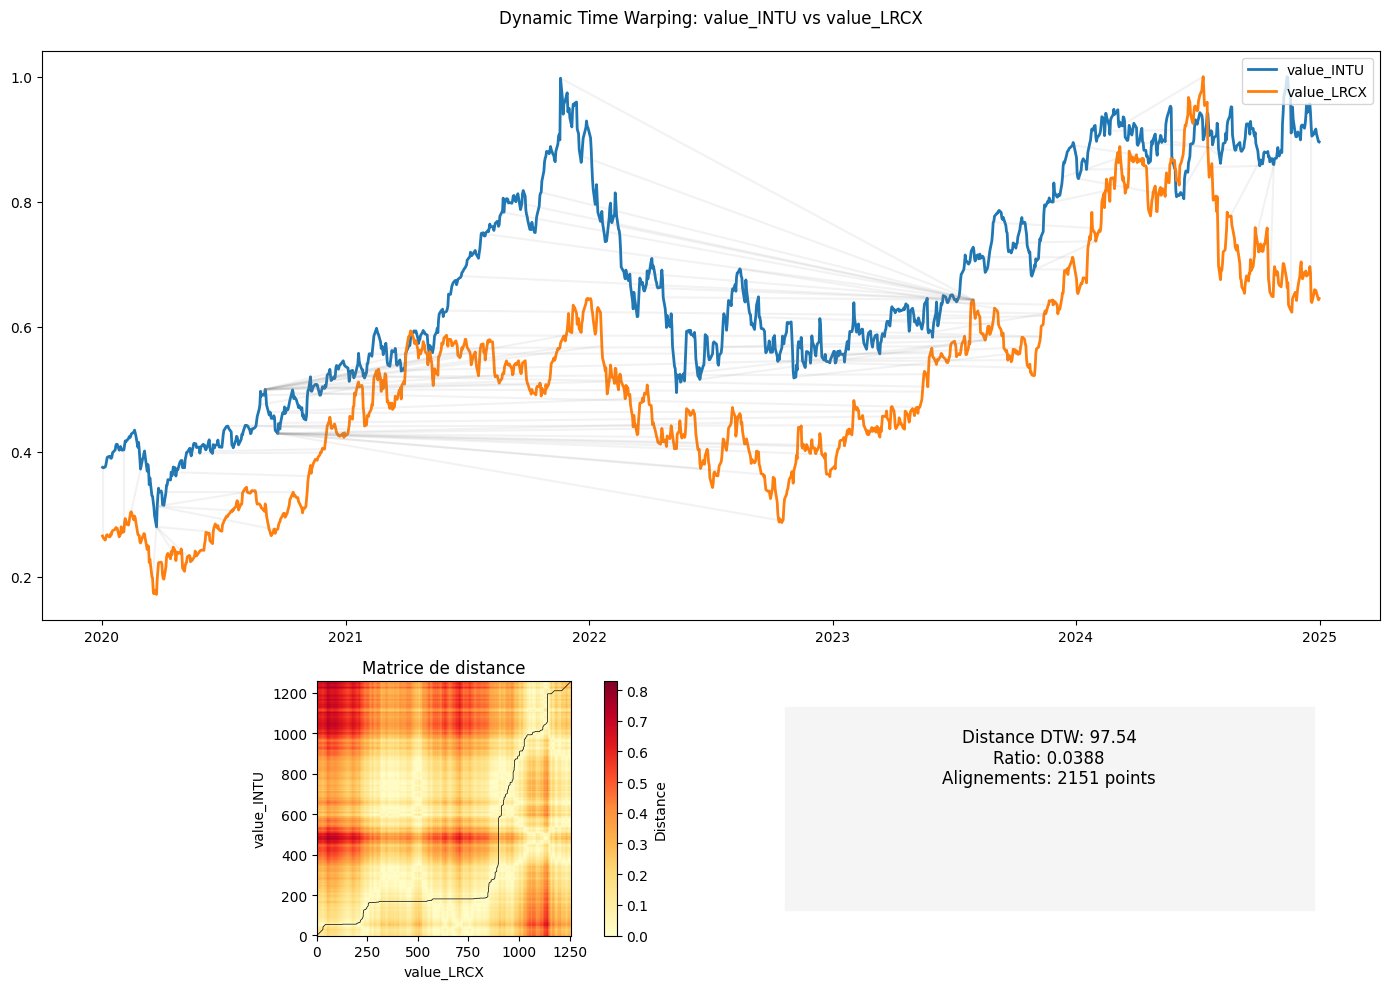 Dynamic Time Warping: value_INTU vs value_LRCX
value_INTU
value_LRCX
1.0
0.8
0.6
0.4
0.2
2020 2021 2022 2023 2024 2025
Matrice de distance
value_INTU
1200
1000
800
600
400
200
0
0 250 500 750 1000 1250
value_LRCX
0.8
0.7
0.6
0.5
0.4
0.3
0.2
0.1
0.0
Distance
Distance DTW: 97.54
Ratio: 0.0388
Alignements: 2151 points